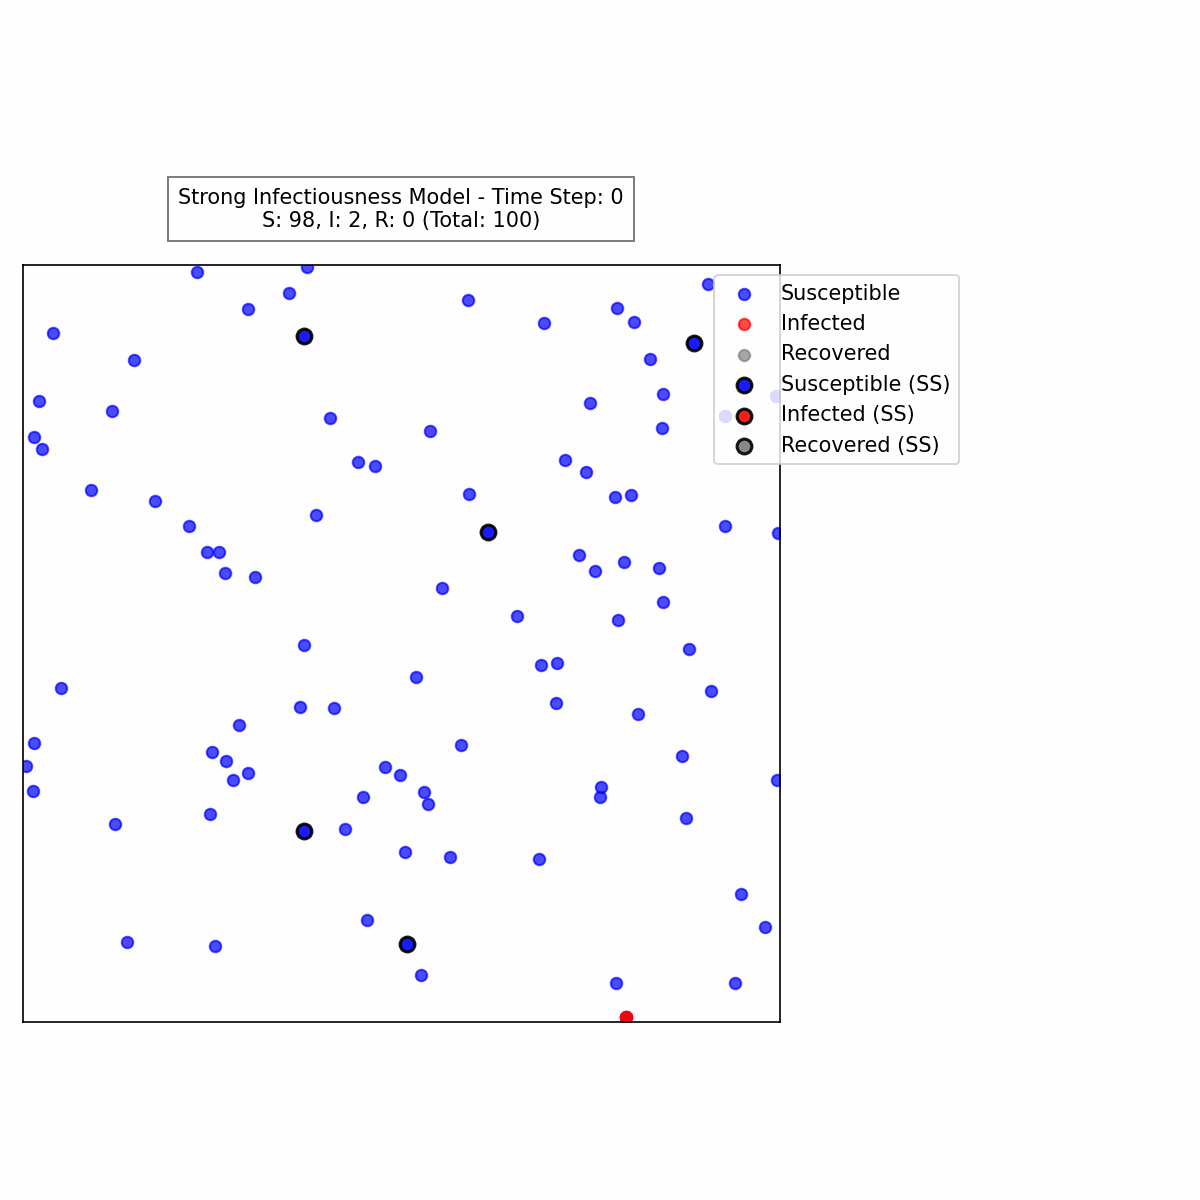 Strong Infectiousness Model - Time Step: 0
S: 98, I: 2, R: 0 (Total: 100)
Susceptible
Infected
Recovered
Susceptible (SS)
Infected (SS)
Recovered (SS)